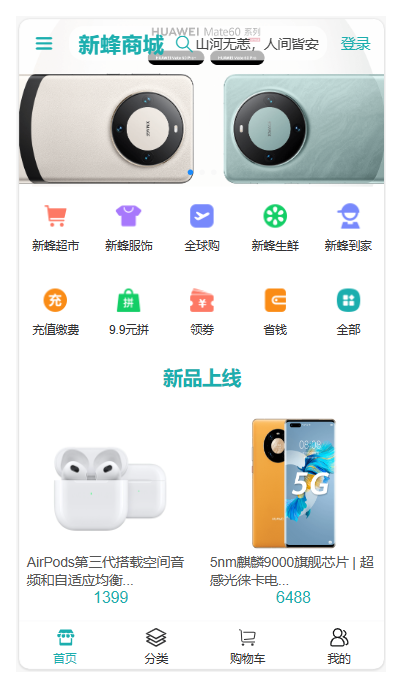 HUAWEI Mate60 系列
新蜂商城
山河无恙，人间皆安
登录
新蜂超市
新蜂服饰
全球购
新蜂生鲜
新蜂到家
充
拼
¥
充值缴费
9.9元拼
领券
省钱
全部
新品上线
08:08
5G
AirPods第三代搭载空间音
频和自适应均衡...
1399
5nm麒麟9000旗舰芯片 | 超
感光徕卡电...
6488
首页
分类
购物车
我的